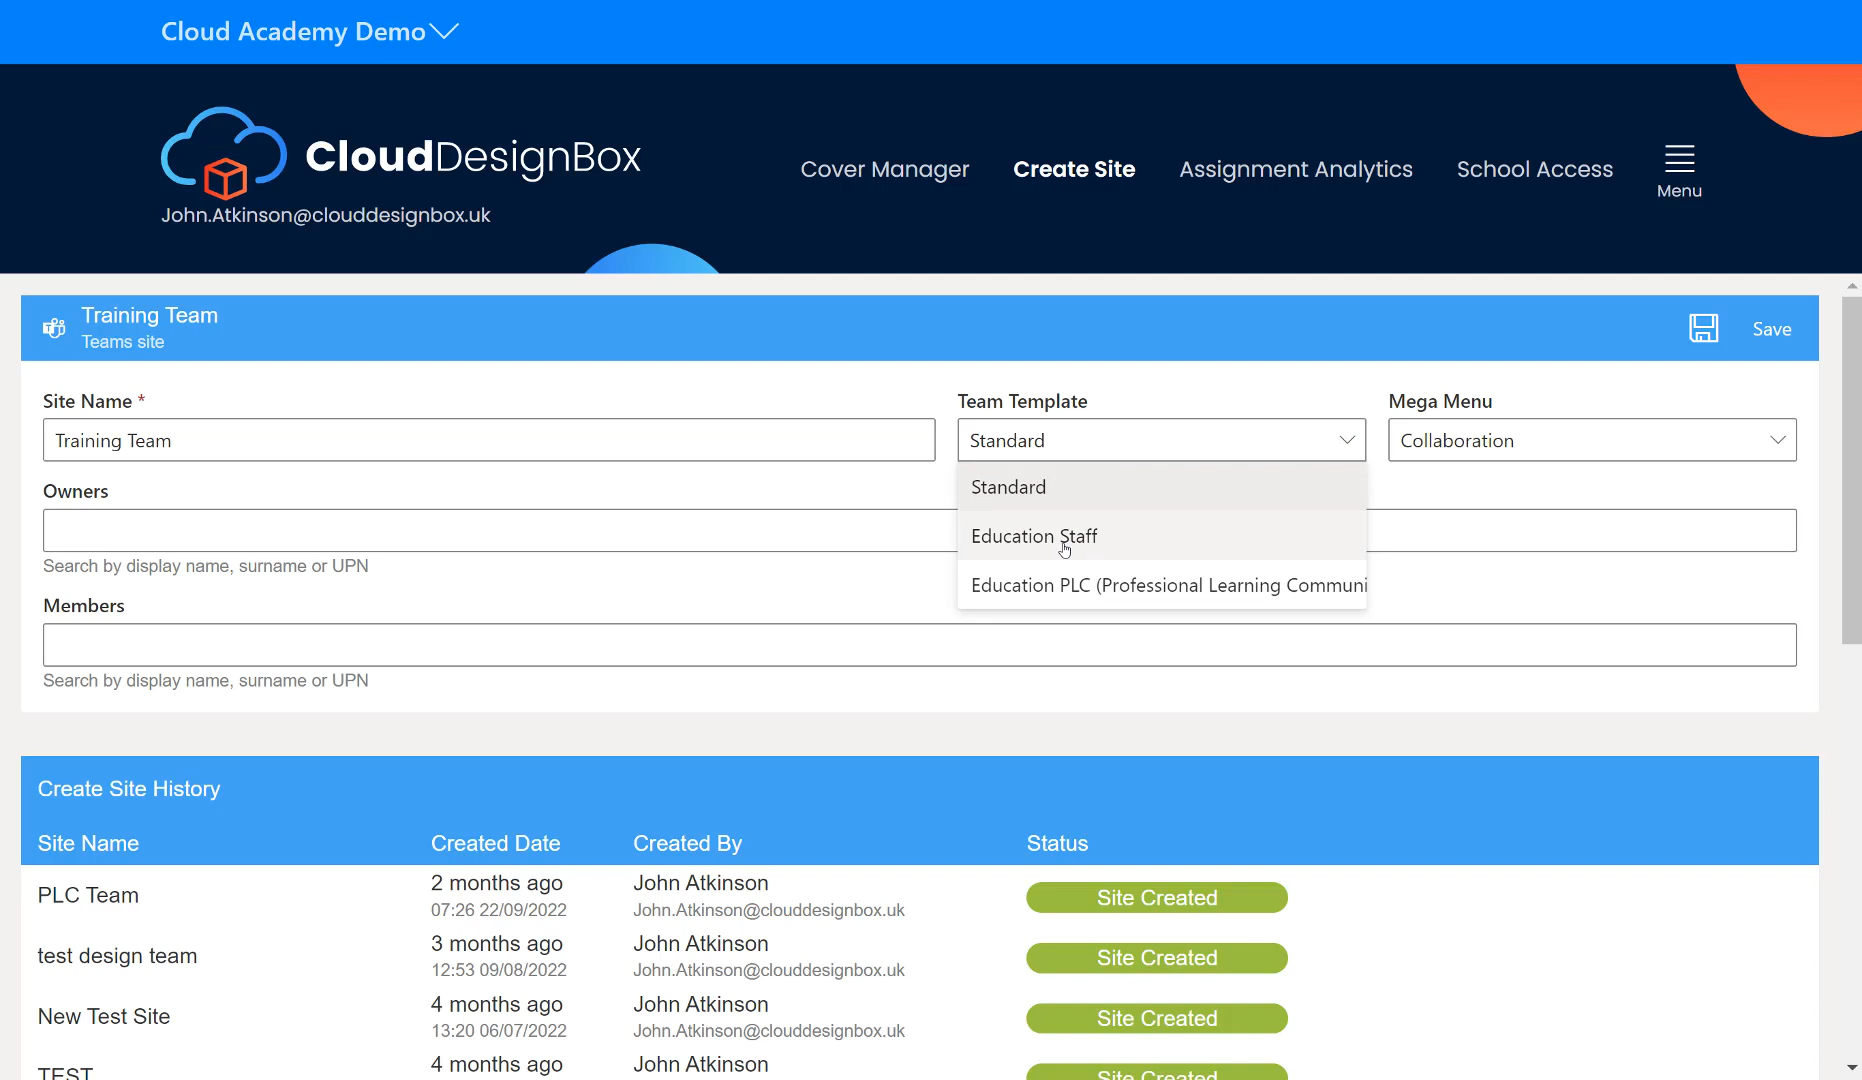 Cloud Academy Demo
CloudDesignBox
John.Atkinson@clouddesignbox.uk
Cover Manager
Create Site
Assignment Analytics
School Access
Menu
Training Team
Teams site
Save
Site Name *
Training Team
Team Template
Standard
Mega Menu
Collaboration
Standard
Education Staff
Education PLC (Professional Learning Communi
Owners
Search by display name, surname or UPN
Members
Search by display name, surname or UPN
Create Site History
Site Name Created Date Created By Status
PLC Team
2 months ago
07:26 22/09/2022
John Atkinson
John.Atkinson@clouddesignbox.uk
Site Created
test design team
3 months ago
12:53 09/08/2022
John Atkinson
John.Atkinson@clouddesignbox.uk
Site Created
New Test Site
4 months ago
13:20 06/07/2022
John Atkinson
John.Atkinson@clouddesignbox.uk
Site Created
TEST
4 months ago
John Atkinson
Site Created